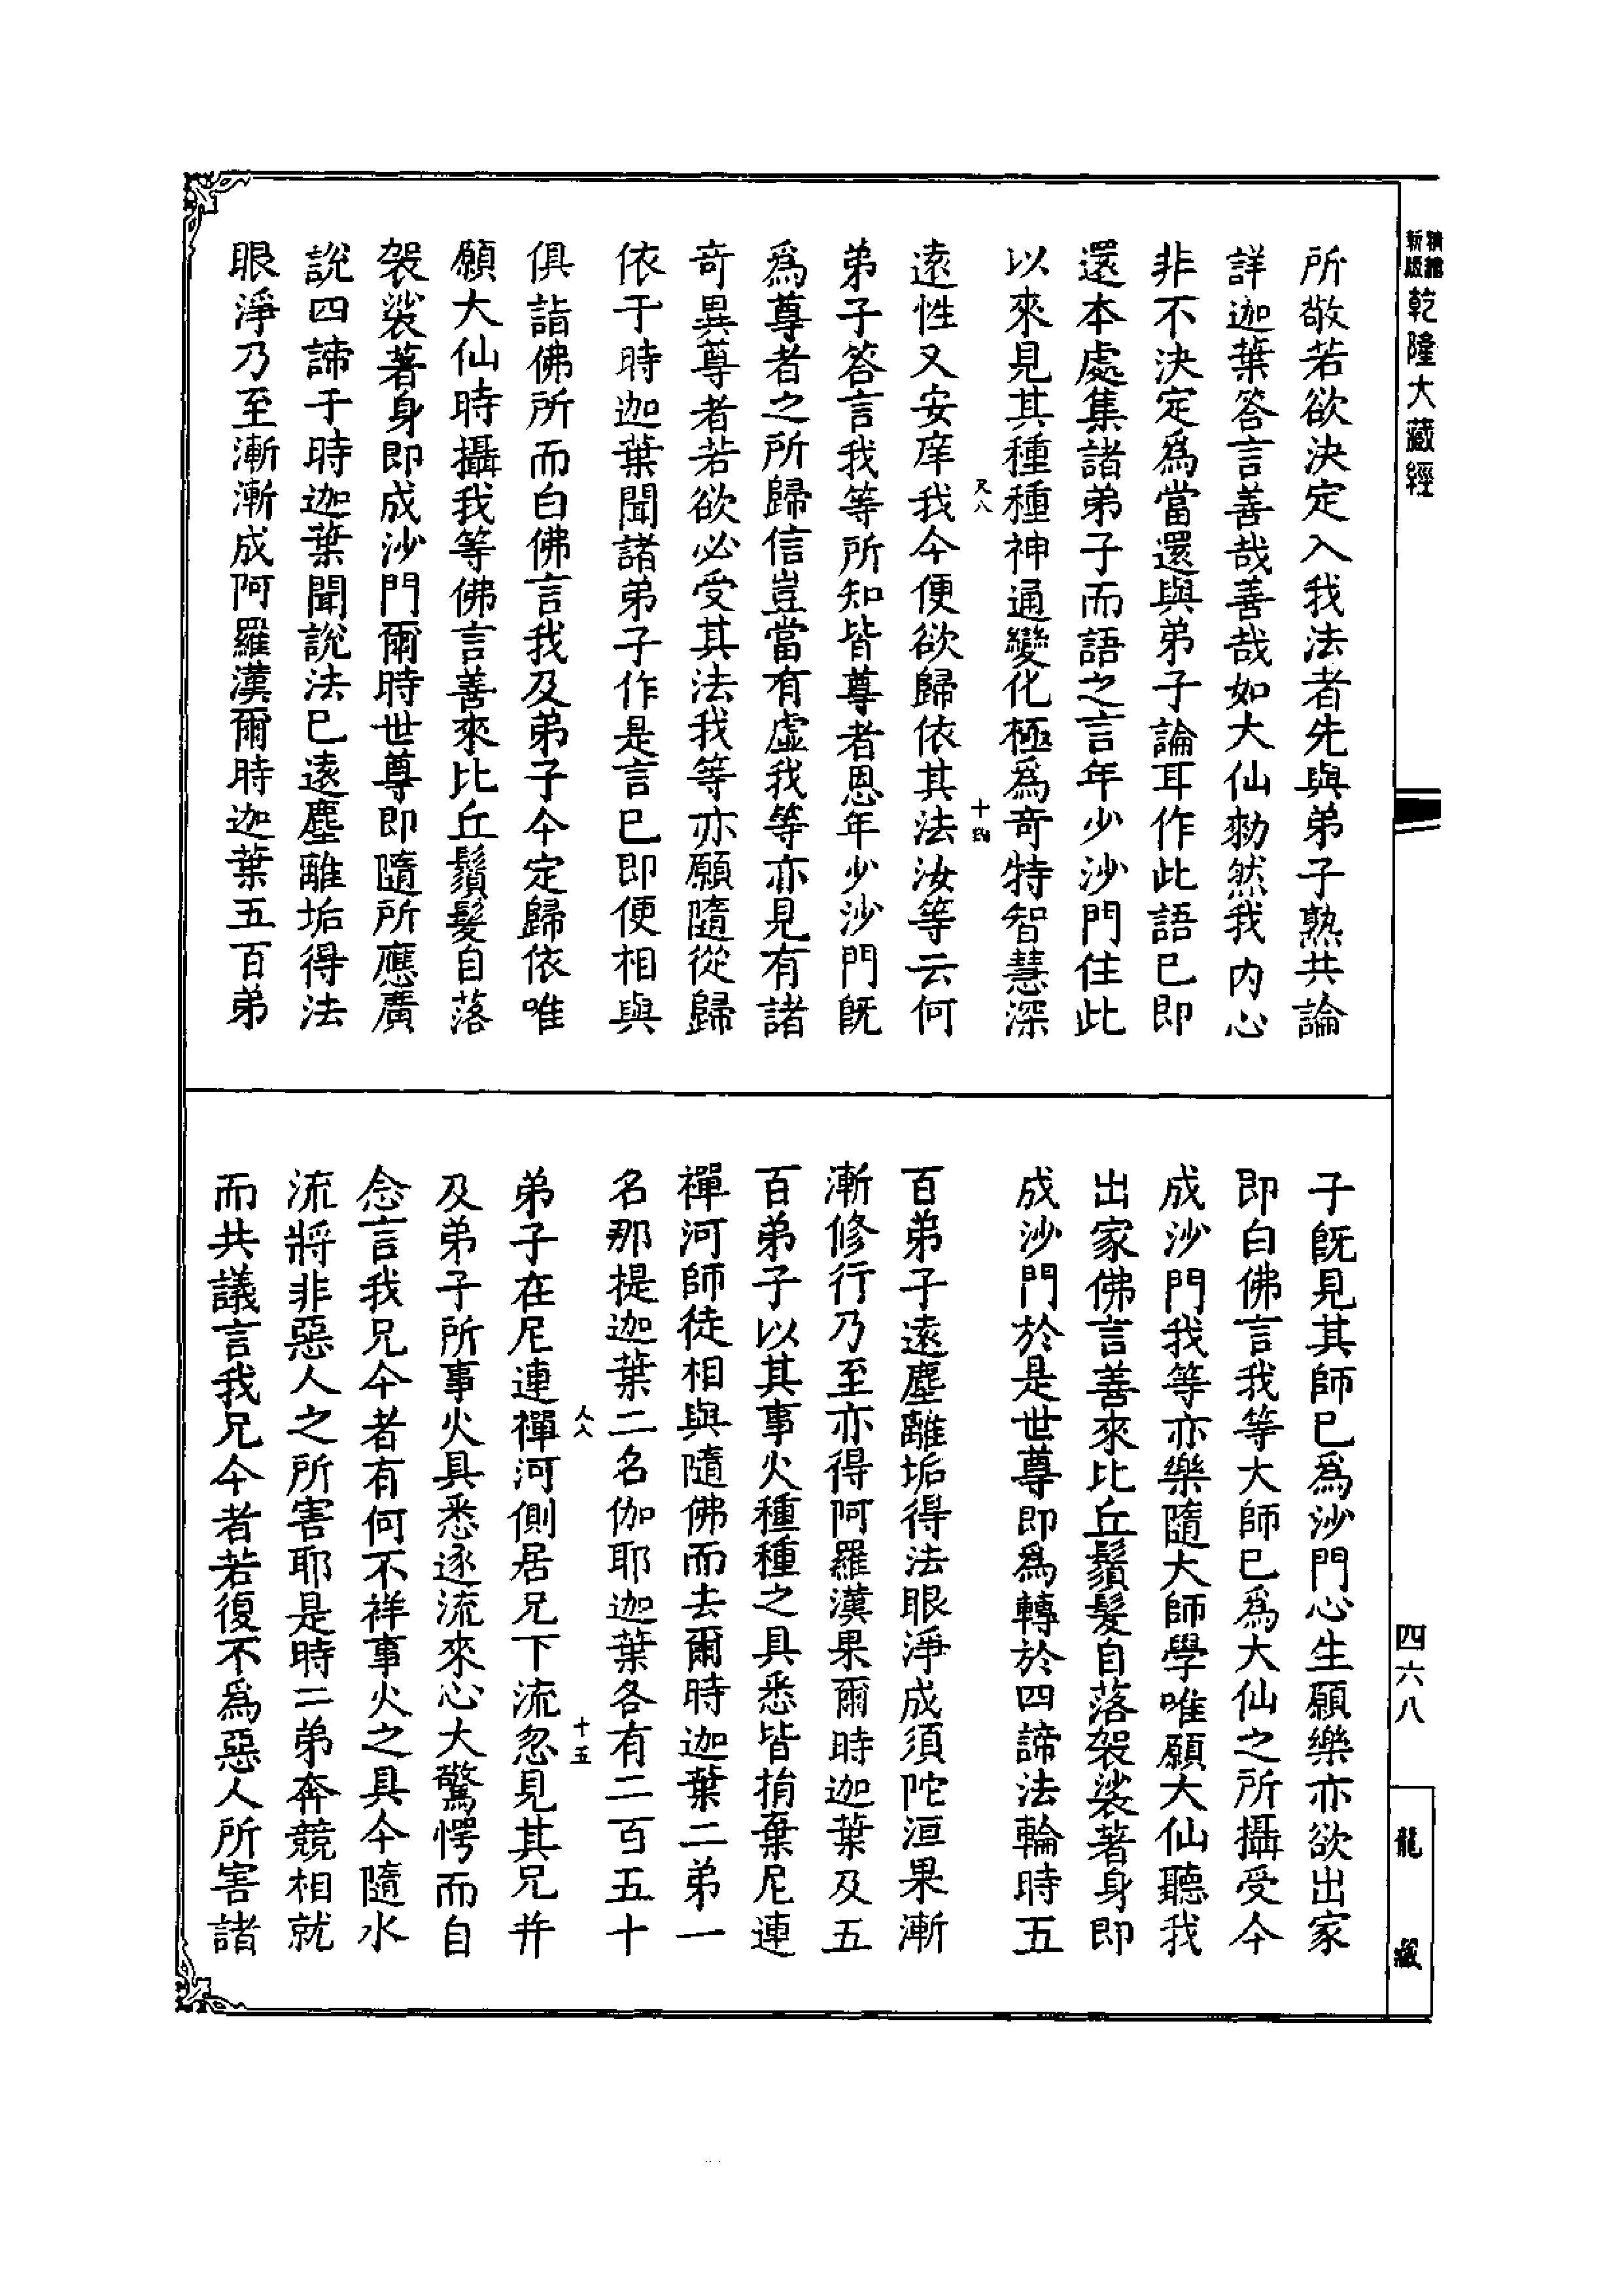 新版
精縮
乾隆大藏經
所敬若欲決定入我法者先與弟子熟共論
詳迦葉答言善哉善哉如大仙勑然我內心
非不決定為當還與弟子論耳作此語已即
還本處集諸弟子而語之言年少沙門住此
以來見其種種神通變化極為奇特智慧深
遠性又安庠我今便欲歸依其法汝等云何
弟子答言我等所知皆尊者恩年少沙門既
為尊者之所歸信豈當有虛我等亦見有諸
奇異尊者若欲必受其法我等亦願隨從歸
依于時迦葉聞諸弟子作是言已即便相與
俱詣佛所而白佛言我及弟子今定歸依唯
願大仙時攝我等佛言善來比丘鬚髮自落
袈裟著身即成沙門爾時世尊即隨所應廣
說四諦于時迦葉聞說法已遠塵離垢得法
眼淨乃至漸漸成阿羅漢爾時迦葉五百弟
子既見其師已為沙門心生願樂亦欲出家
即白佛言我等大師已為大仙之所攝受今
成沙門我等亦樂隨大師學唯願大仙聽我
出家佛言善來比丘鬚髮自落袈裟著身即
成沙門於是世尊即為轉於四諦法輪時五
百弟子遠塵離垢得法眼淨成須陀洹果漸
漸修行乃至亦得阿羅漢果爾時迦葉及五
百弟子以其事火種種之具悉皆捐棄尼連
禪河師徒相與隨佛而去爾時迦葉二弟一
名那提迦葉二名伽耶迦葉各有二百五十
弟子在尼連禪河側居兄下流忽見其兄并
及弟子所事火具悉逐流來心大驚愕而自
念言我兄今者有何不祥事火之具今隨水
流將非惡人之所害耶是時二弟奔競相就
而共議言我兄今者若復不為惡人所害諸
四六八
龍藏
十五